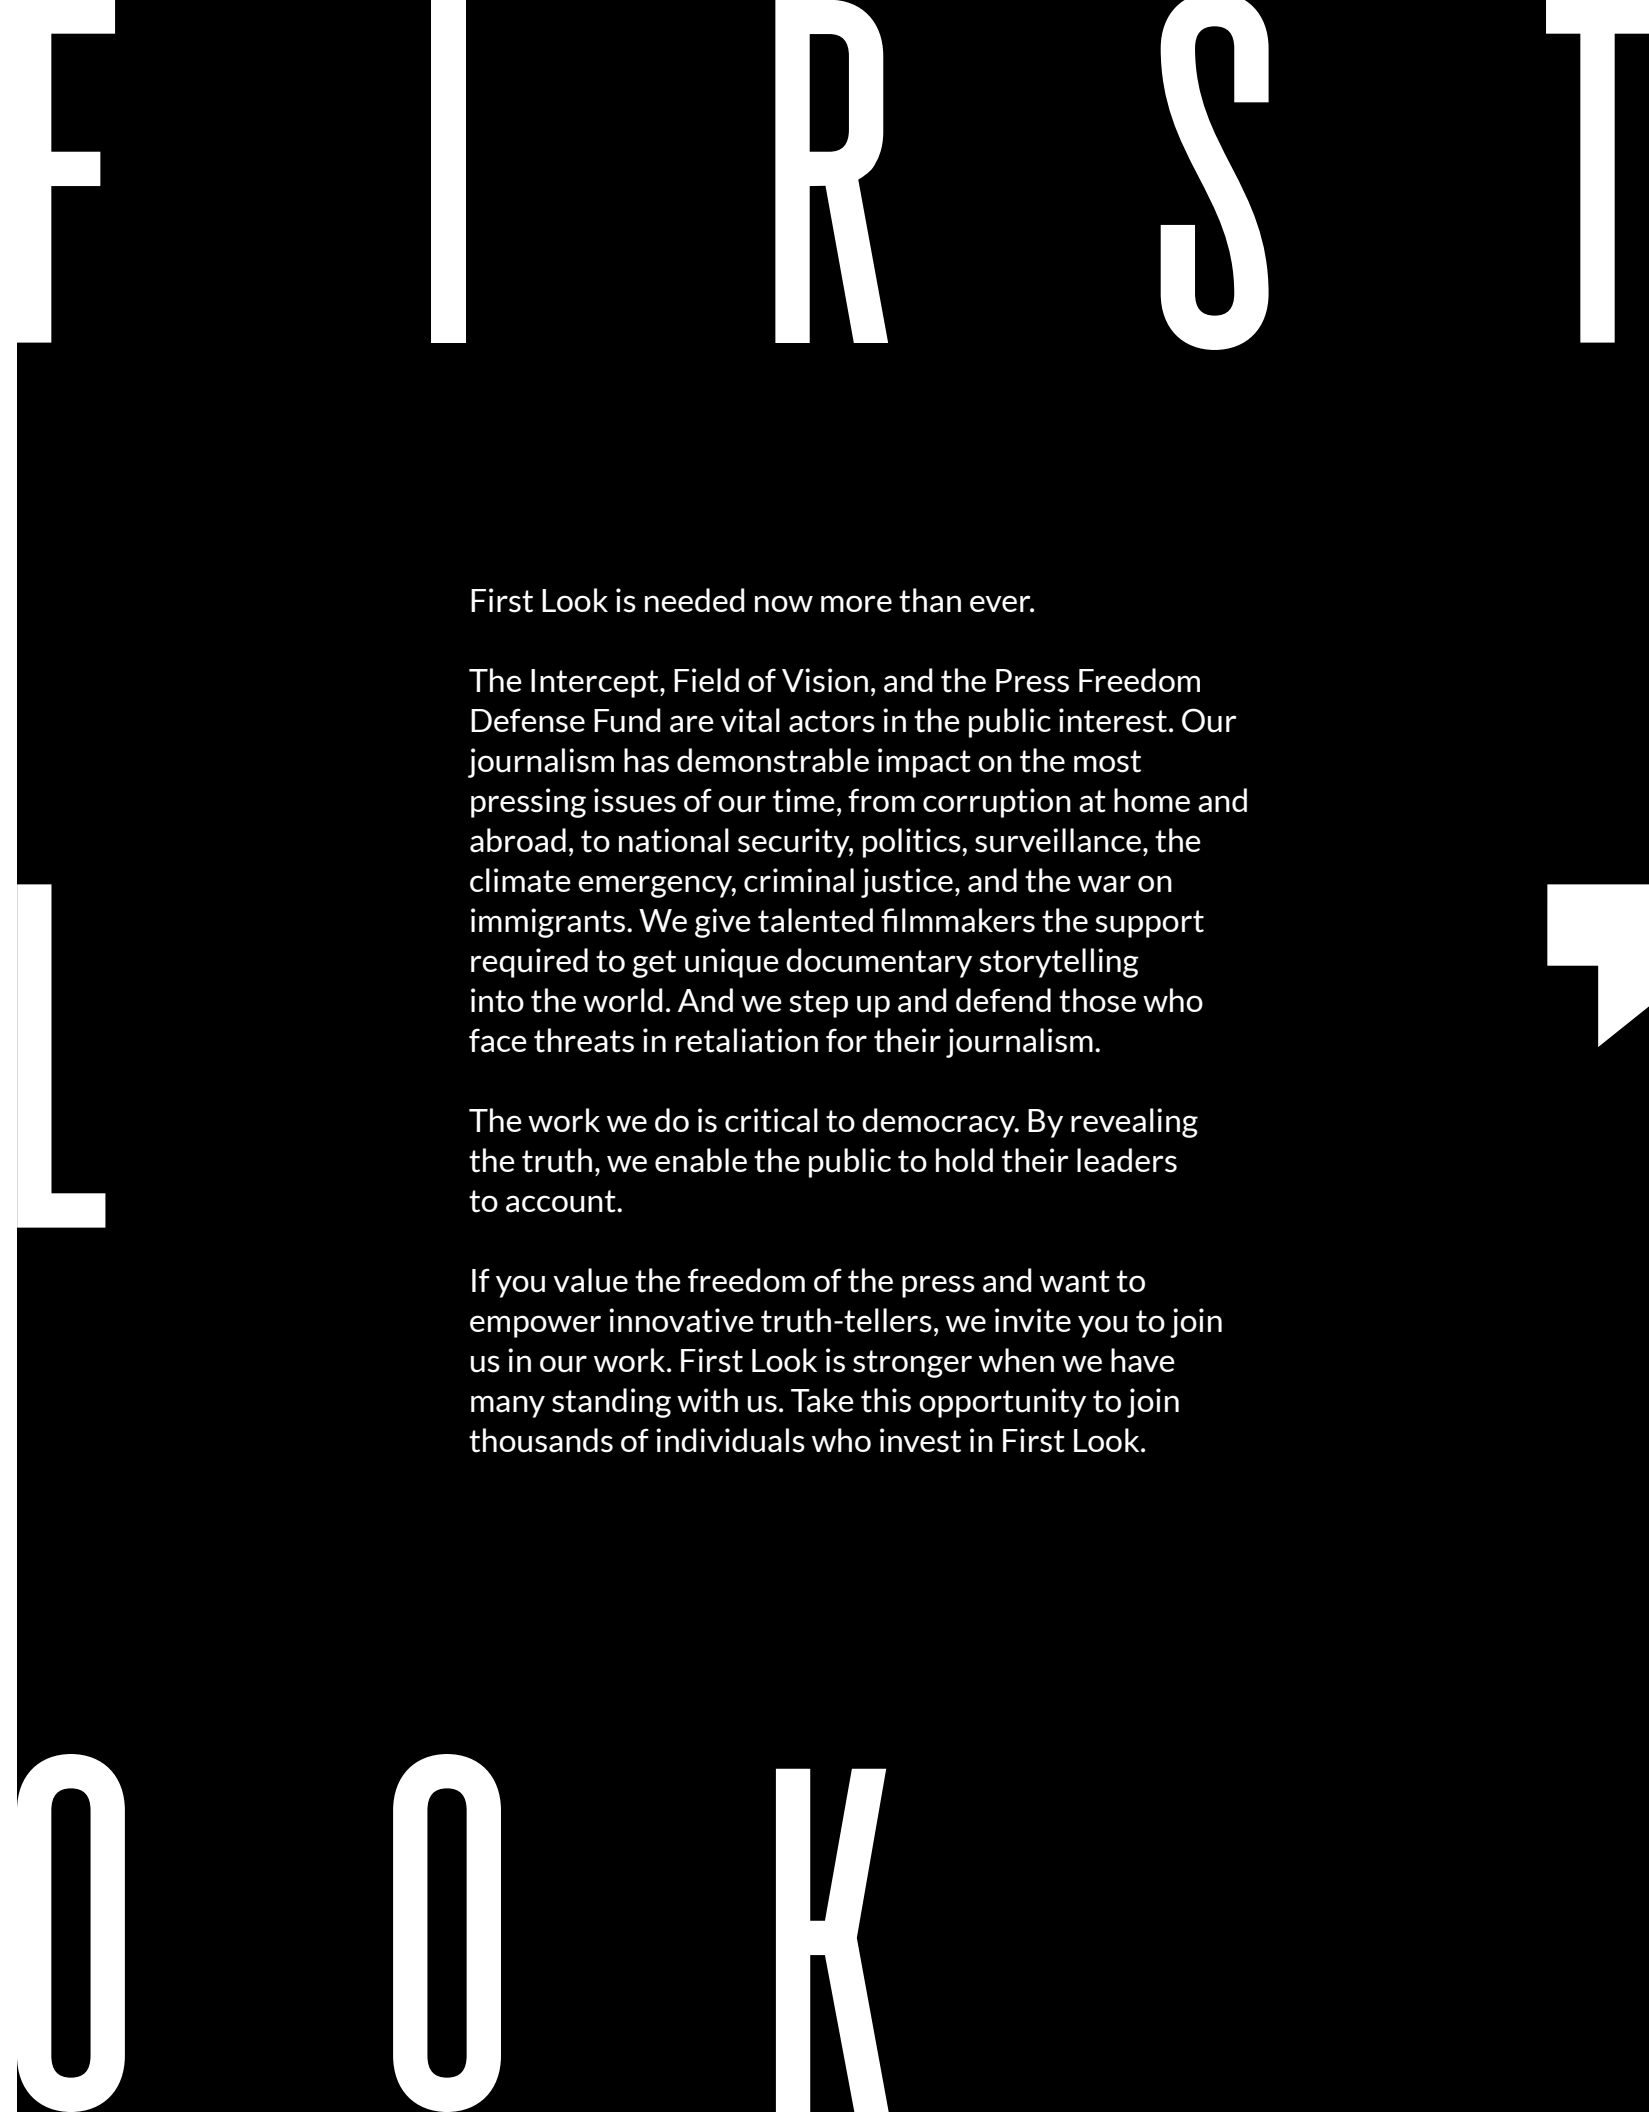 F I R S T
First Look is needed now more than ever.
The Intercept, Field of Vision, and the Press Freedom
Defense Fund are vital actors in the public interest. Our
journalism has demonstrable impact on the most
pressing issues of our time, from corruption at home and
abroad, to national security, politics, surveillance, the
climate emergency, criminal justice, and the war on
immigrants. We give talented filmmakers the support
required to get unique documentary storytelling
into the world. And we step up and defend those who
face threats in retaliation for their journalism.
The work we do is critical to democracy. By revealing
the truth, we enable the public to hold their leaders
to account.
If you value the freedom of the press and want to
empower innovative truth-tellers, we invite you to join
us in our work. First Look is stronger when we have
many standing with us. Take this opportunity to join
thousands of individuals who invest in First Look.
L ,
O O K